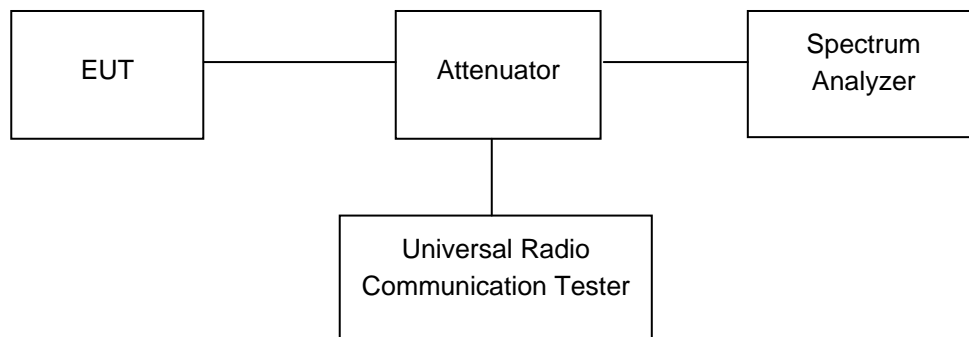 EUT
Attenuator
Spectrum
Analyzer
Universal Radio
Communication Tester